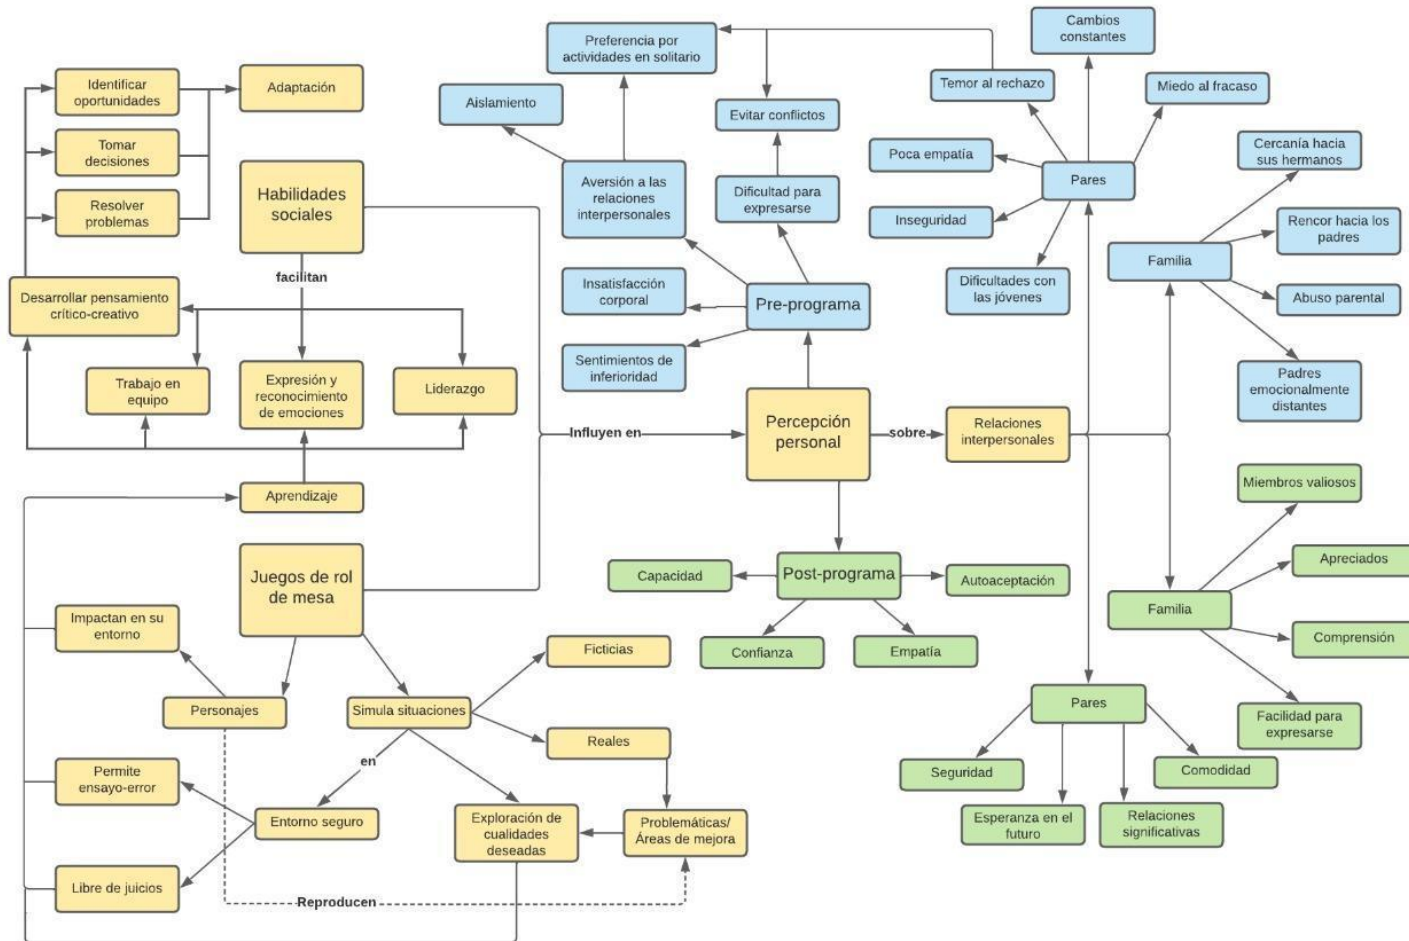 Identificar
oportunidades
Adaptación
Tomar
decisiones
Resolver
problemas
Habilidades
sociales
facilitan
Desarrollar pensamiento
crítico-creativo
Trabajo en
equipo
Expresión y
reconocimiento
de emociones
Liderazgo
Aprendizaje
Juegos de rol
de mesa
Impactan en su
entorno
Personajes
Simula situaciones
Ficticias
Reales
en
Permite
ensayo-error
Entorno seguro
Exploración de
cualidades
deseadas
Problemáticas/
Áreas de mejora
Libre de juicios
Reproducen
Influyen en
Percepción
personal
sobre
Relaciones
interpersonales
Preferencia por
actividades en solitario
Aislamiento
Evitar conflictos
Aversión a las
relaciones
interpersonales
Dificultad para
expresarse
Insatisfacción
corporal
Pre-programa
Sentimientos de
inferioridad
Cambios
constantes
Temor al rechazo
Miedo al fracaso
Poca empatía
Pares
Inseguridad
Dificultades con
las jóvenes
Cercanía hacia
sus hermanos
Rencor hacia los
padres
Familia
Abuso parental
Padres
emocionalmente
distantes
Post-programa
Capacidad
Autoaceptación
Confianza
Empatía
Miembros valiosos
Apreciados
Familia
Comprensión
Facilidad para
expresarse
Pares
Seguridad
Esperanza en el
futuro
Relaciones
significativas
Comodidad